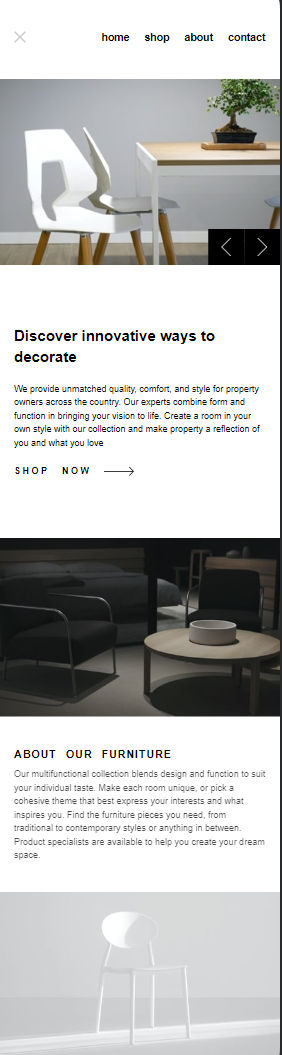 home shop about contact
Discover innovative ways to
decorate
We provide unmatched quality, comfort, and style for property
owners across the country. Our experts combine form and
function in bringing your vision to life. Create a room in your
own style with our collection and make property a reflection of
you and what you love
SHOP NOW
ABOUT OUR FURNITURE
Our multifunctional collection blends design and function to suit
your individual taste. Make each room unique, or pick a
cohesive theme that best express your interests and what
inspires you. Find the furniture pieces you need, from
traditional to contemporary styles or anything in between.
Product specialists are available to help you create your dream
space.